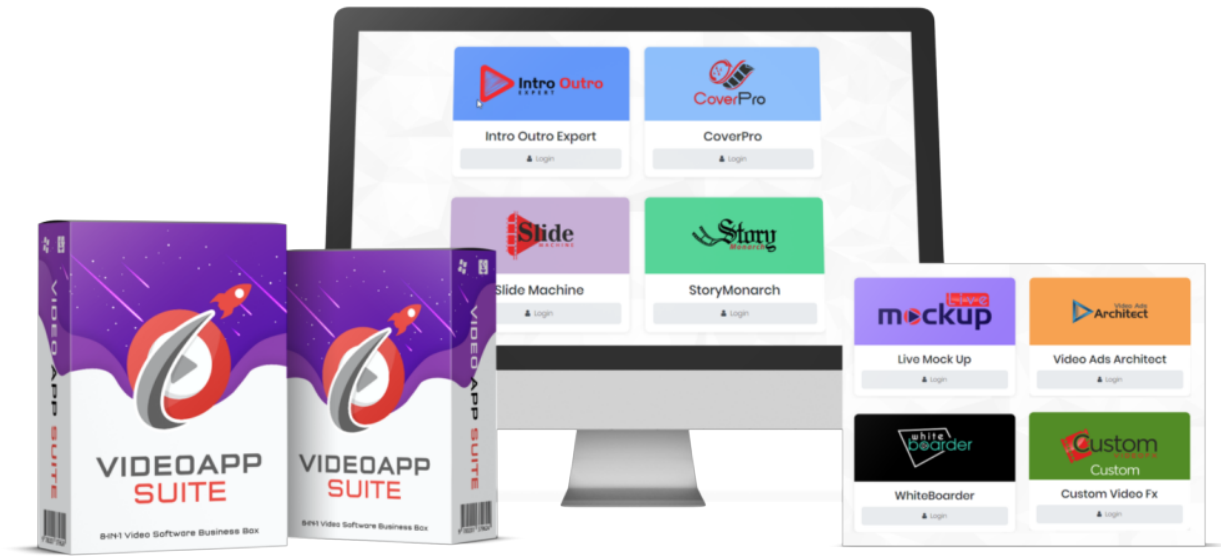 Intro Outro
EXPERT
Intro Outro Expert
Login
CoverPro
CoverPro
Login
Slide
MACHINE
Slide Machine
Login
Story
Monarch
StoryMonarch
Login
Live
mockup
Live Mock Up
Login
Video Ads
Architect
Video Ads Architect
Login
white
boarder
WhiteBoarder
Login
Custom
Custom
Custom Video Fx
Login
VIDEOAPP SUITE
VIDEOAPP
SUITE
8-IN-1 Video Software Business Box
VIDEOAPP
SUITE
8-IN-1 Video Software Business Box
VIDEOAPP SUITE